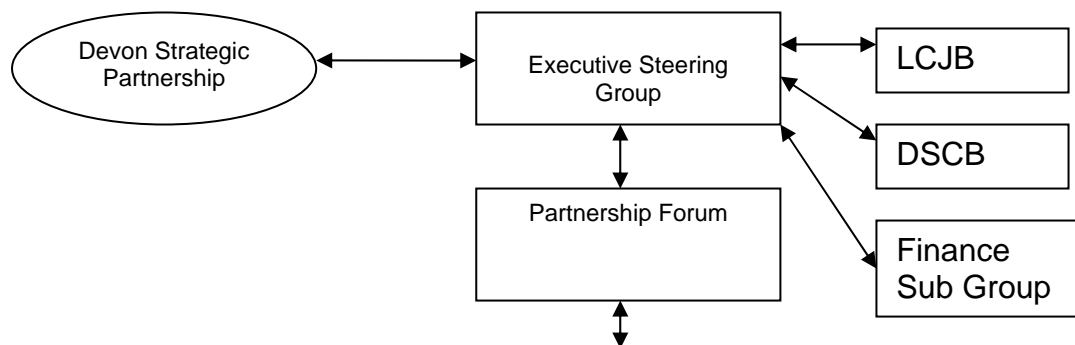 Devon Strategic
Partnership
Executive Steering
Group
LCJB
DSCB
Partnership Forum
Finance
Sub Group